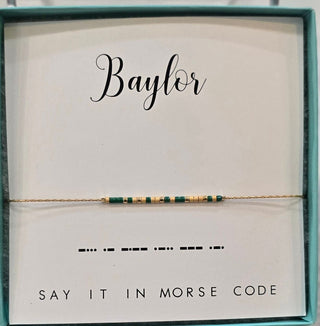 Baylor
–··· ·– –·–– ·–·· ––– ·–·
SAY IT IN MORSE CODE